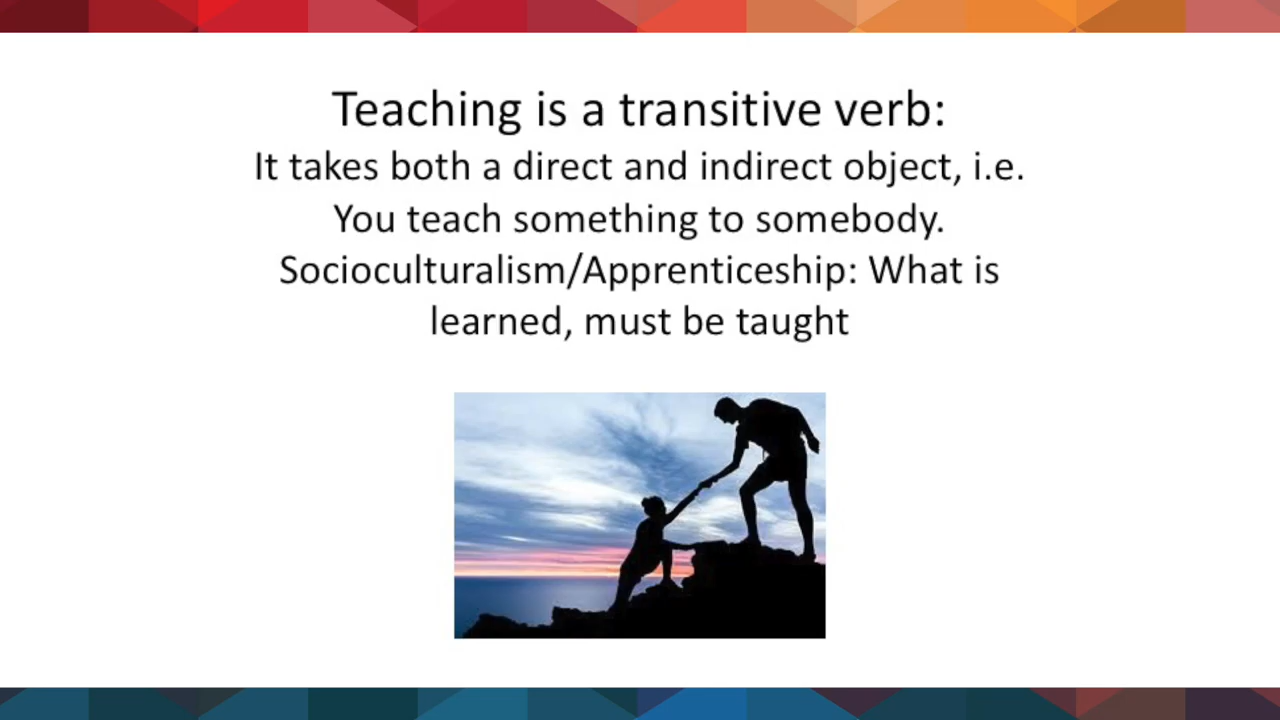 Teaching is a transitive verb:
It takes both a direct and indirect object, i.e.
You teach something to somebody.
Socioculturalism/Apprenticeship: What is
learned, must be taught